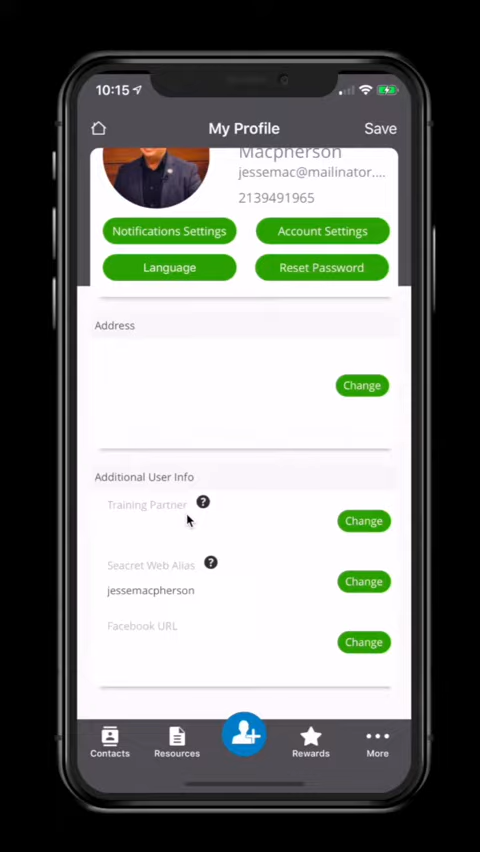 10:15
My Profile
Save
Macpherson
jessemac@mailinator....
2139491965
Notifications Settings
Account Settings
Language
Reset Password
Address
Change
Additional User Info
Training Partner ?
Change
Seacret Web Alias ?
jessemacpherson
Change
Facebook URL
Change
Contacts
Resources
Rewards
More